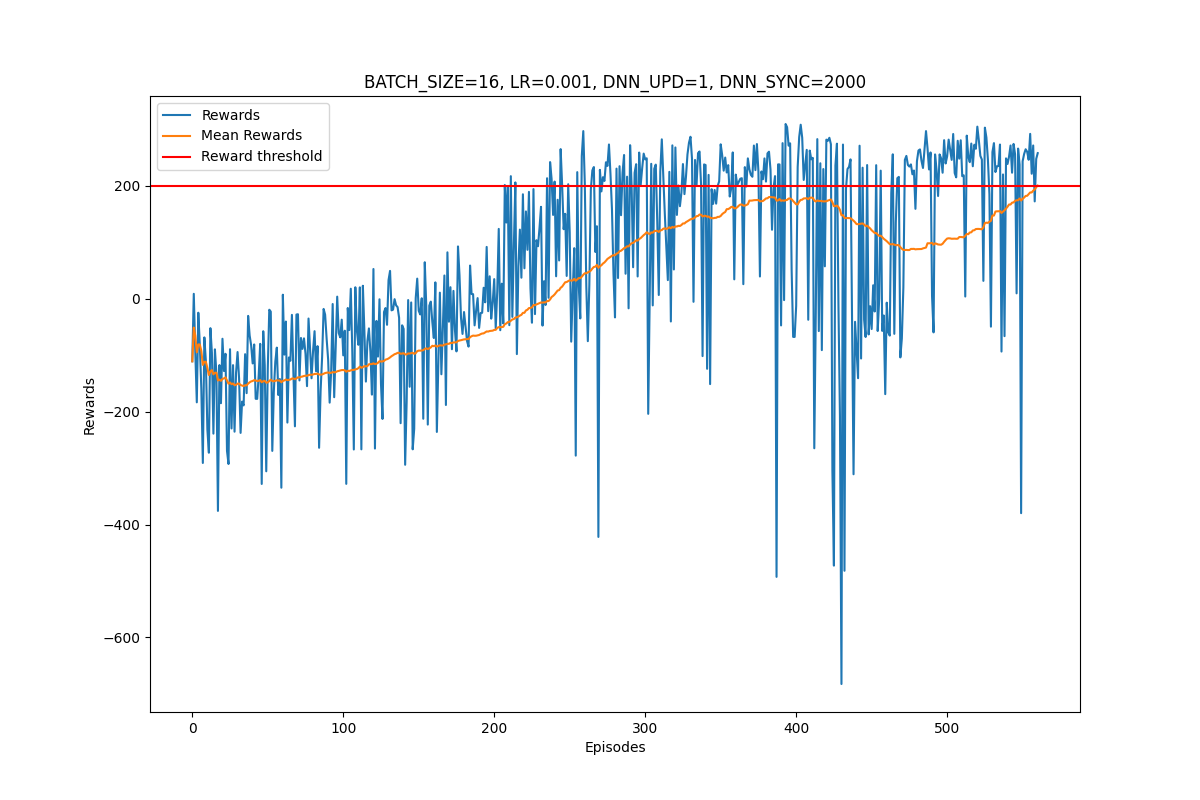 BATCH_SIZE=16, LR=0.001, DNN_UPD=1, DNN_SYNC=2000
Rewards
Mean Rewards
Reward threshold
200
0
−200
−400
−600
Rewards
0
100
200
300
400
500
Episodes